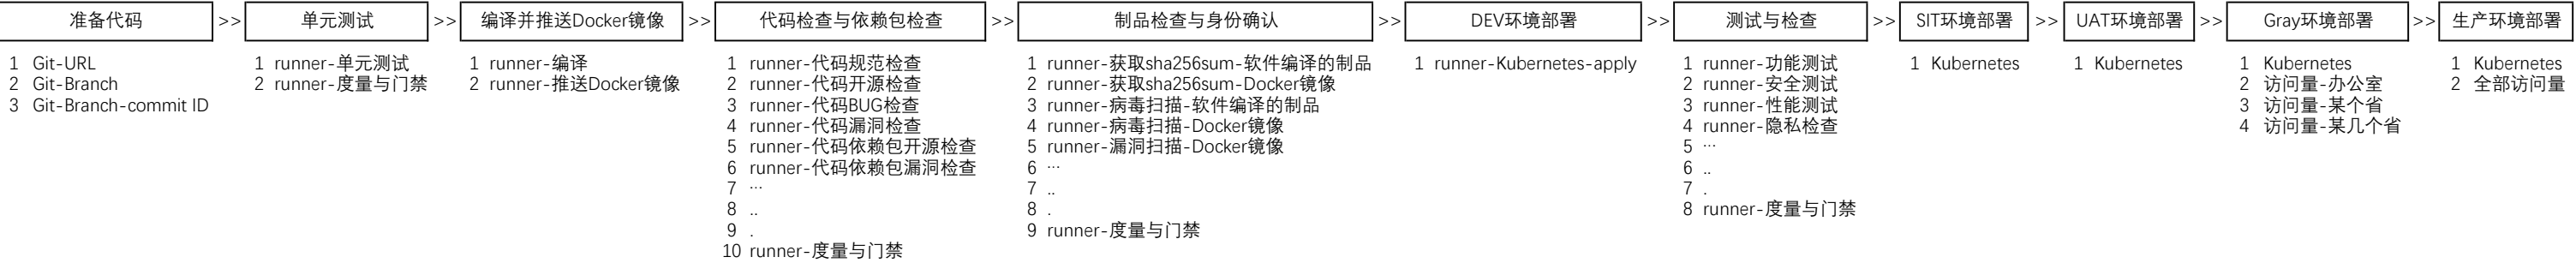 准备代码 >> 单元测试 >> 编译并推送Docker镜像 >> 代码检查与依赖包检查 >> 制品检查与身份确认 >> DEV环境部署 >> 测试与检查 >> SIT环境部署 >> UAT环境部署 >> Gray环境部署 >> 生产环境部署
1 Git-URL
2 Git-Branch
3 Git-Branch-commit ID
1 runner-单元测试
2 runner-度量与门禁
1 runner-编译
2 runner-推送Docker镜像
1 runner-代码规范检查
2 runner-代码开源检查
3 runner-代码BUG检查
4 runner-代码漏洞检查
5 runner-代码依赖包开源检查
6 runner-代码依赖包漏洞检查
7 ...
8 ..
9 .
10 runner-度量与门禁
1 runner-获取sha256sum-软件编译的制品
2 runner-获取sha256sum-Docker镜像
3 runner-病毒扫描-软件编译的制品
4 runner-病毒扫描-Docker镜像
5 runner-漏洞扫描-Docker镜像
6 ...
7 ..
8 .
9 runner-度量与门禁
1 runner-Kubernetes-apply
1 runner-功能测试
2 runner-安全测试
3 runner-性能测试
4 runner-隐私检查
5 ...
6 ..
7 .
8 runner-度量与门禁
1 Kubernetes
1 Kubernetes
1 Kubernetes
2 访问量-办公室
3 访问量-某个省
4 访问量-某几个省
1 Kubernetes
2 全部访问量